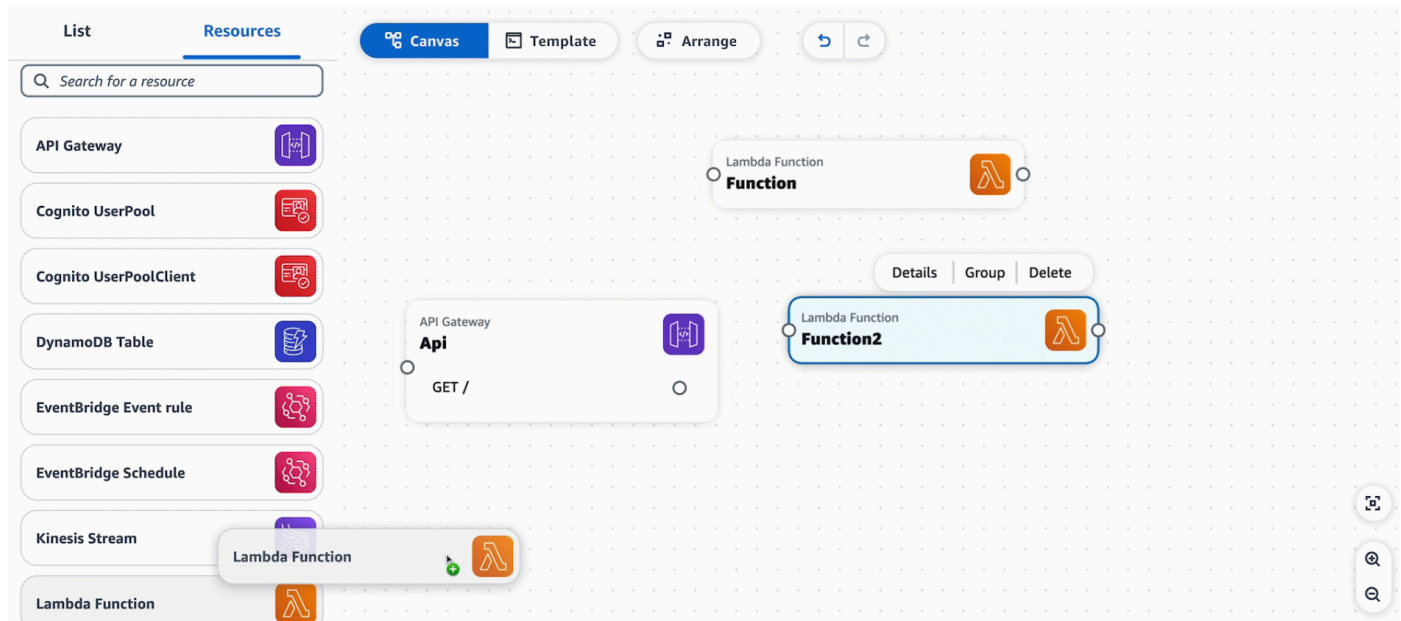 List
Resources
Canvas
Template
Arrange
Search for a resource
API Gateway
Cognito UserPool
Cognito UserPoolClient
DynamoDB Table
EventBridge Event rule
EventBridge Schedule
Kinesis Stream
Lambda Function
Lambda Function
Lambda Function
Function
Details
Group
Delete
Lambda Function
Function2
API Gateway
Api
GET /